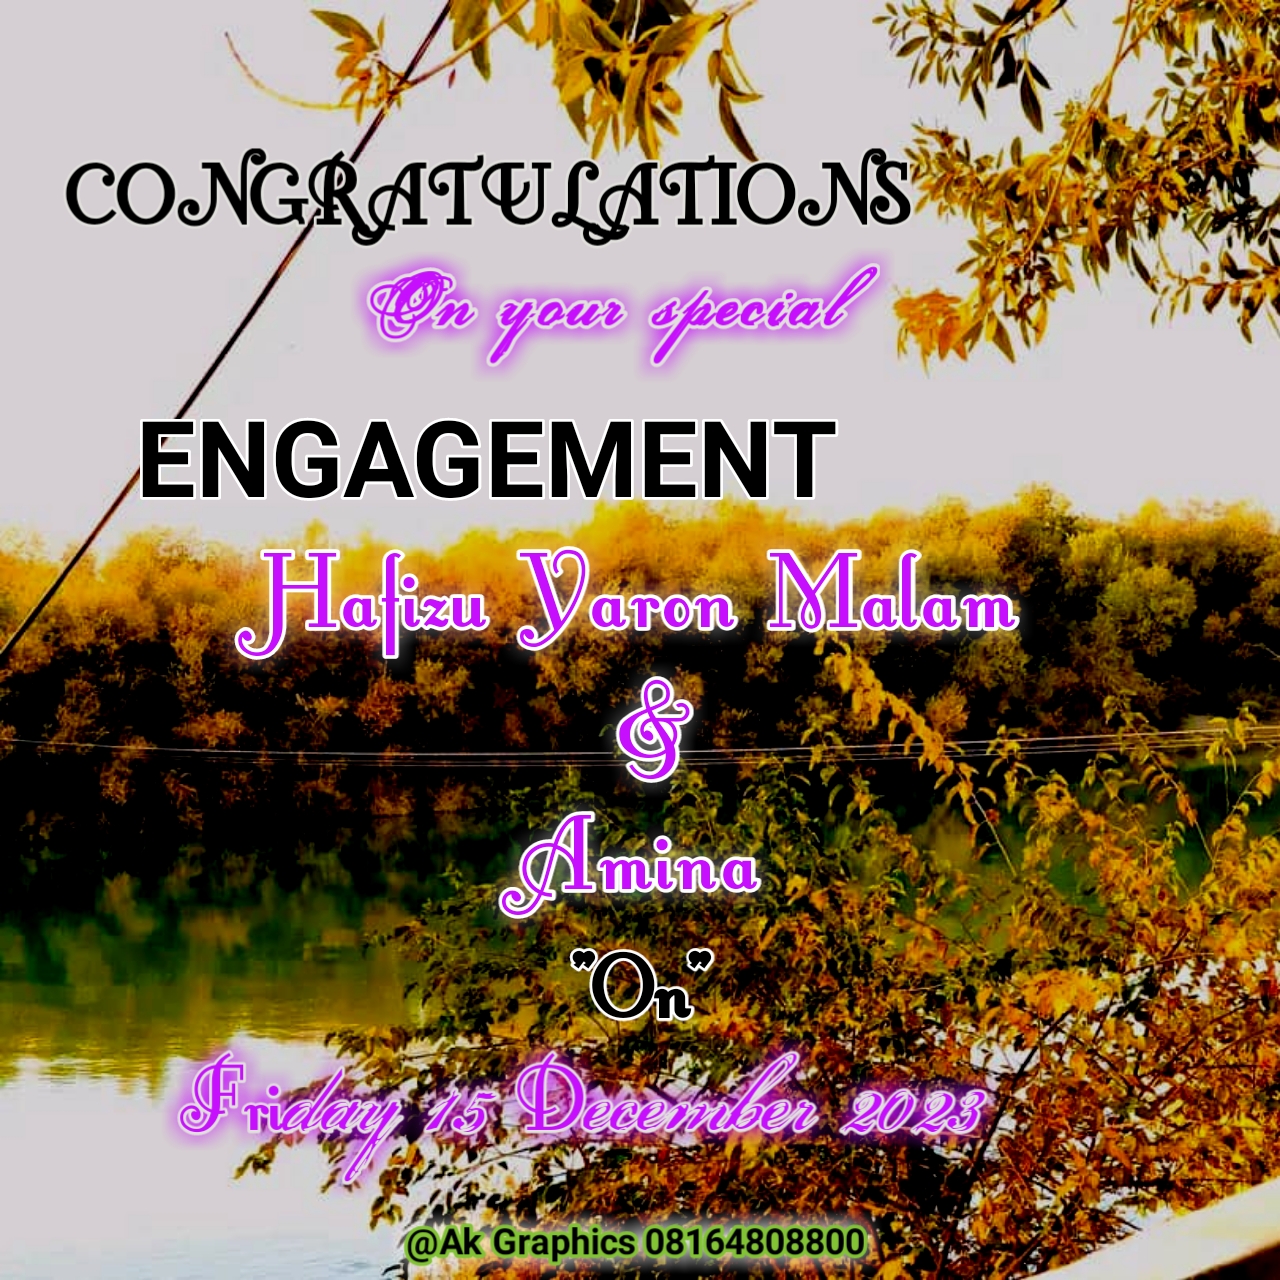 CONGRATULATIONS
On your special
ENGAGEMENT
Hafizu Yaron Malam
&
Amina
"On"
Friday 15 December 2023
@Ak Graphics 08164808800